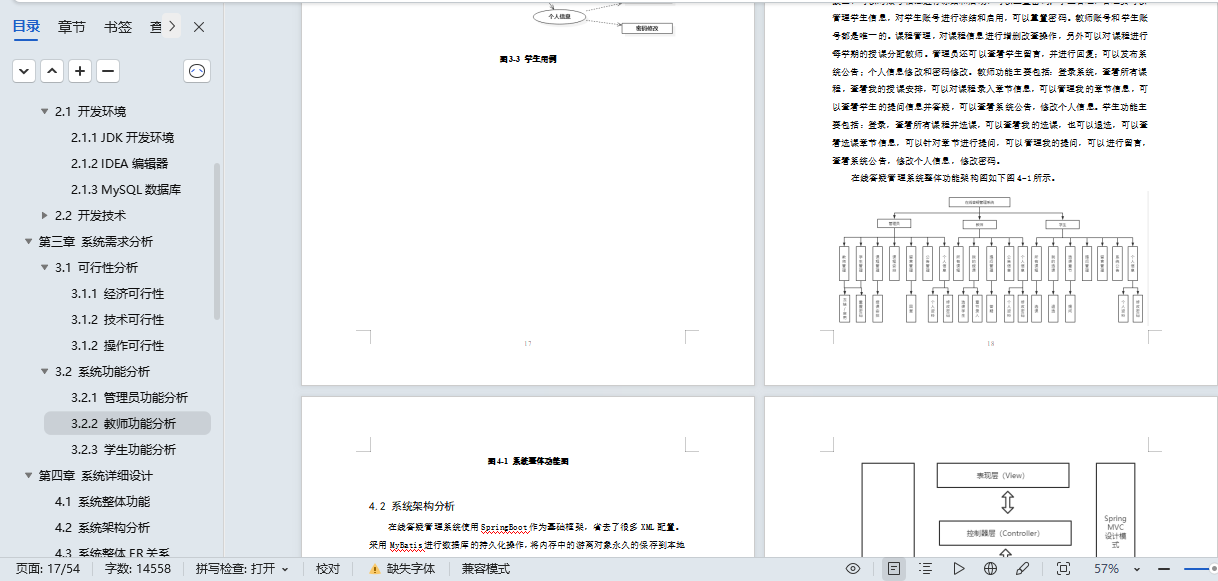 目录 章节 书签 查
2.1 开发环境
2.1.1 JDK 开发环境
2.1.2 IDEA 编辑器
2.1.3 MySQL 数据库
2.2 开发技术
第三章 系统需求分析
3.1 可行性分析
3.1.1 经济可行性
3.1.2 技术可行性
3.1.2 操作可行性
3.2 系统功能分析
3.2.1 管理员功能分析
3.2.2 教师功能分析
3.2.3 学生功能分析
第四章 系统详细设计
4.1 系统整体功能
4.2 系统架构分析
4.3 系统整体 ER 关系
个人信息
密码修改
图3-3 学生用例
17
管理学生信息，对学生账号进行冻结和启用，可以重置密码。教师账号和学生账
号都是唯一的。课程管理，对课程信息进行增删改查操作，另外可以对课程进行
每学期的授课分配教师。管理员还可以查看学生留言，并进行回复；可以发布系
统公告；个人信息修改和密码修改。教师功能主要包括：登录系统，查看所有课
程，查看我的授课安排，可以对课程录入章节信息，可以管理我的章节信息，可
以查看学生的提问信息并答疑，可以查看系统公告，修改个人信息。学生功能主
要包括：登录，查看所有课程并选课，可以查看我的选课，也可以退选，可以查
看选课章节信息，可以针对章节进行提问，可以管理我的提问，可以进行留言，
查看系统公告，修改个人信息，修改密码。
在线答疑管理系统整体功能架构图如下图 4-1 所示。
管理员 教师 学生
18
图 4-1 系统整体功能图
4.2 系统架构分析
在线答疑管理系统使用 SpringBoot 作为基础框架，省去了很多 XML 配置。
采用 MyBatis 进行数据库的持久化操作，将内存中的游离对象永久的保存到本地
表现层（View）
控制器层（Controller）
Spring
MVC
设计模
式
页面: 17/54 字数: 14558 拼写检查: 打开 校对 缺失字体 兼容模式 57%